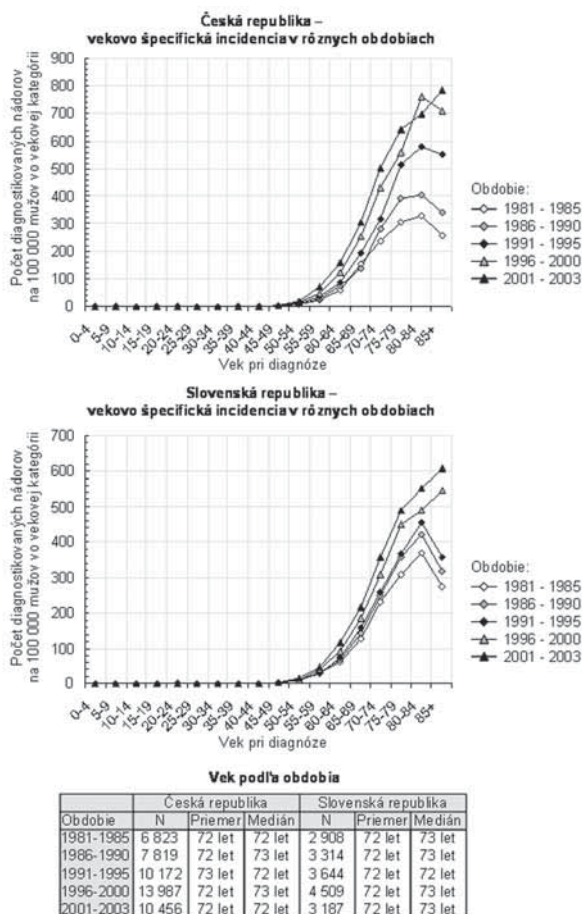 Česká republika –
vekovo špecifická incidencia v rôznych obdobiach
Počet diagnostikovaných nádorov
na 100 000 mužov vo vekovej kategórii
900
800
700
600
500
400
300
200
100
0
0-4 5-9 10-14 15-19 20-24 25-29 30-34 35-39 40-44 45-49 50-54 55-59 60-64 65-69 70-74 75-79 80-84 85+
Vek pri diagnóze
Obdobie:
1981 - 1985
1986 - 1990
1991 - 1995
1996 - 2000
2001 - 2003
Slovenská republika –
vekovo špecifická incidencia v rôznych obdobiach
Počet diagnostikovaných nádorov
na 100 000 mužov vo vekovej kategórii
700
600
500
400
300
200
100
0
0-4 5-9 10-14 15-19 20-24 25-29 30-34 35-39 40-44 45-49 50-54 55-59 60-64 65-69 70-74 75-79 80-84 85+
Vek pri diagnóze
Obdobie:
1981 - 1985
1986 - 1990
1991 - 1995
1996 - 2000
2001 - 2003
Vek podľa obdobia
Česká republika Slovenská republika
Obdobie N Priemer Medián N Priemer Medián
1981-1985 6 823 72 let 72 let 2 908 72 let 73 let
1986-1990 7 819 72 let 73 let 3 314 72 let 73 let
1991-1995 10 172 72 let 73 let 3 644 72 let 73 let
1996-2000 13 987 72 let 73 let 4 509 72 let 73 let
2001-2003 10 456 72 let 72 let 3 187 72 let 73 let